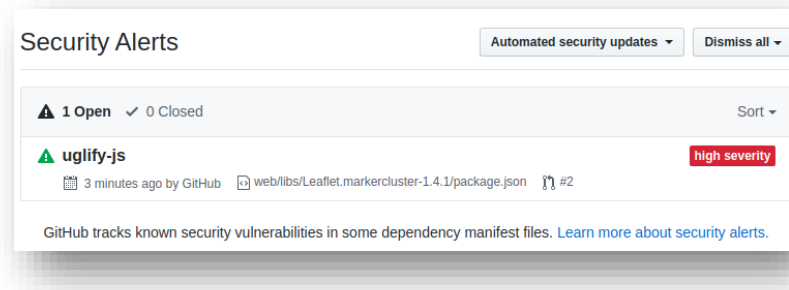 Security Alerts
Automated security updates
Dismiss all
1 Open 0 Closed
Sort
uglify-js
high severity
3 minutes ago by GitHub web/libs/Leaflet.markercluster-1.4.1/package.json #2
GitHub tracks known security vulnerabilities in some dependency manifest files. Learn more about security alerts.